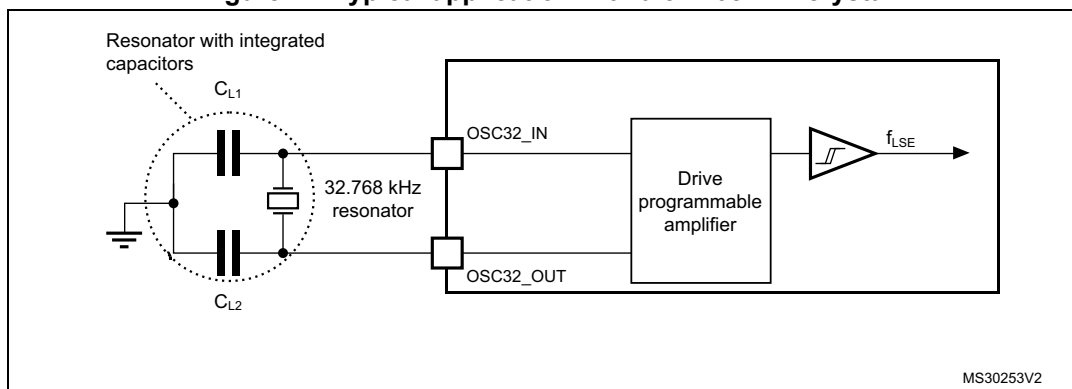 Resonator with integrated
capacitors
CL1
OSC32_IN
fLSE
32.768 kHz
resonator
Drive
programmable
amplifier
OSC32_OUT
CL2
MS30253V2